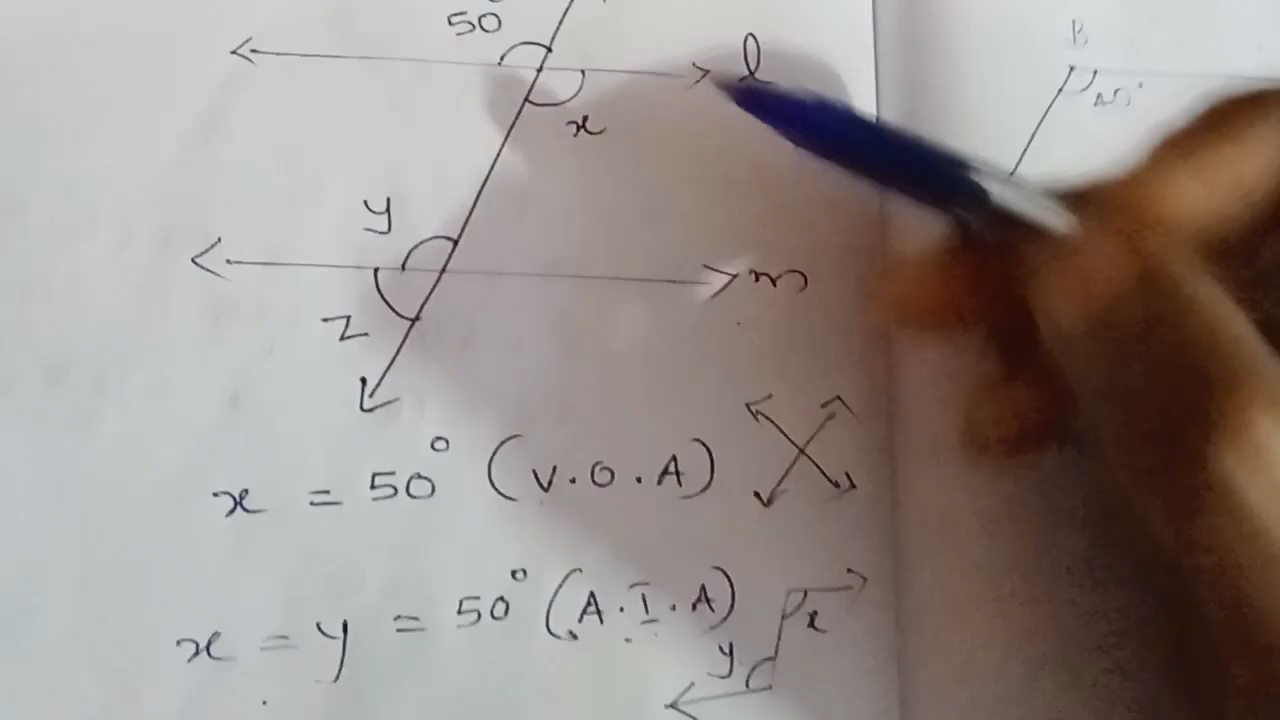 50°
l
x
y
m
z
x = 50° (V.O.A)
x = y = 50° (A.I.A)
x
y
B